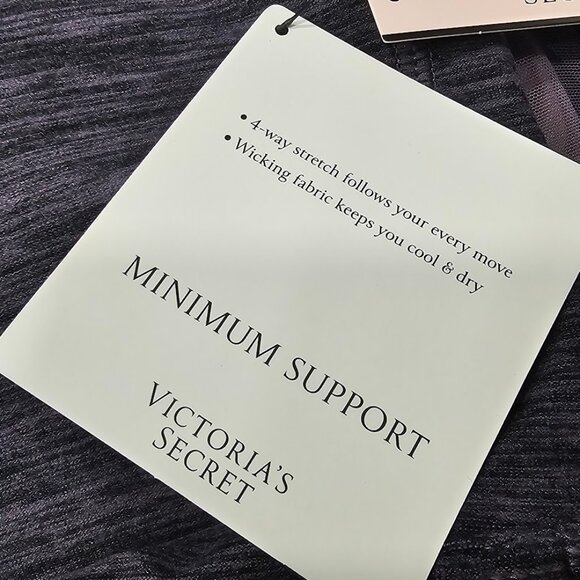 • 4-way stretch follows your every move
• Wicking fabric keeps you cool & dry
MINIMUM SUPPORT
VICTORIA'S
SECRET